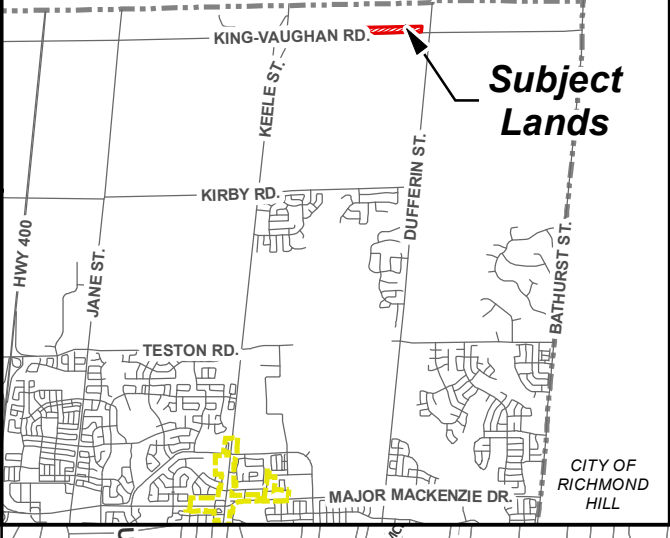 KING-VAUGHAN RD.
KEELE ST.
Subject
Lands
DUFFERIN ST.
KIRBY RD.
HWY 400
JANE ST.
BATHURST ST.
TESTON RD.
CITY OF
RICHMOND
HILL
MAJOR MACKENZIE DR.